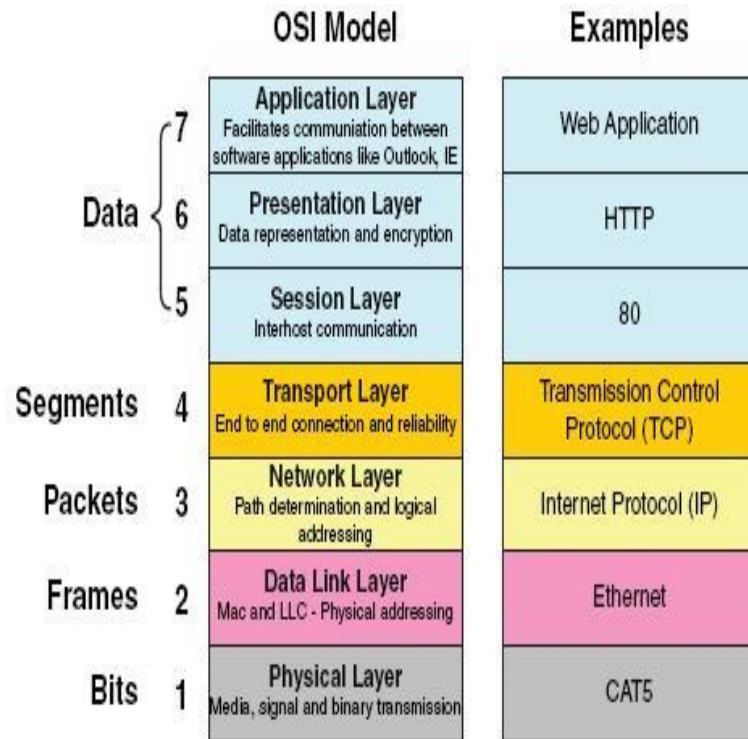 OSI Model
Examples
Data
7
Application Layer
Facilitates communiation between
software applications like Outlook, IE
Web Application
6
Presentation Layer
Data representation and encryption
HTTP
5
Session Layer
Interhost communication
80
Segments
4
Transport Layer
End to end connection and reliability
Transmission Control
Protocol (TCP)
Packets
3
Network Layer
Path determination and logical
addressing
Internet Protocol (IP)
Frames
2
Data Link Layer
Mac and LLC - Physical addressing
Ethernet
Bits
1
Physical Layer
Media, signal and binary transmission
CAT5